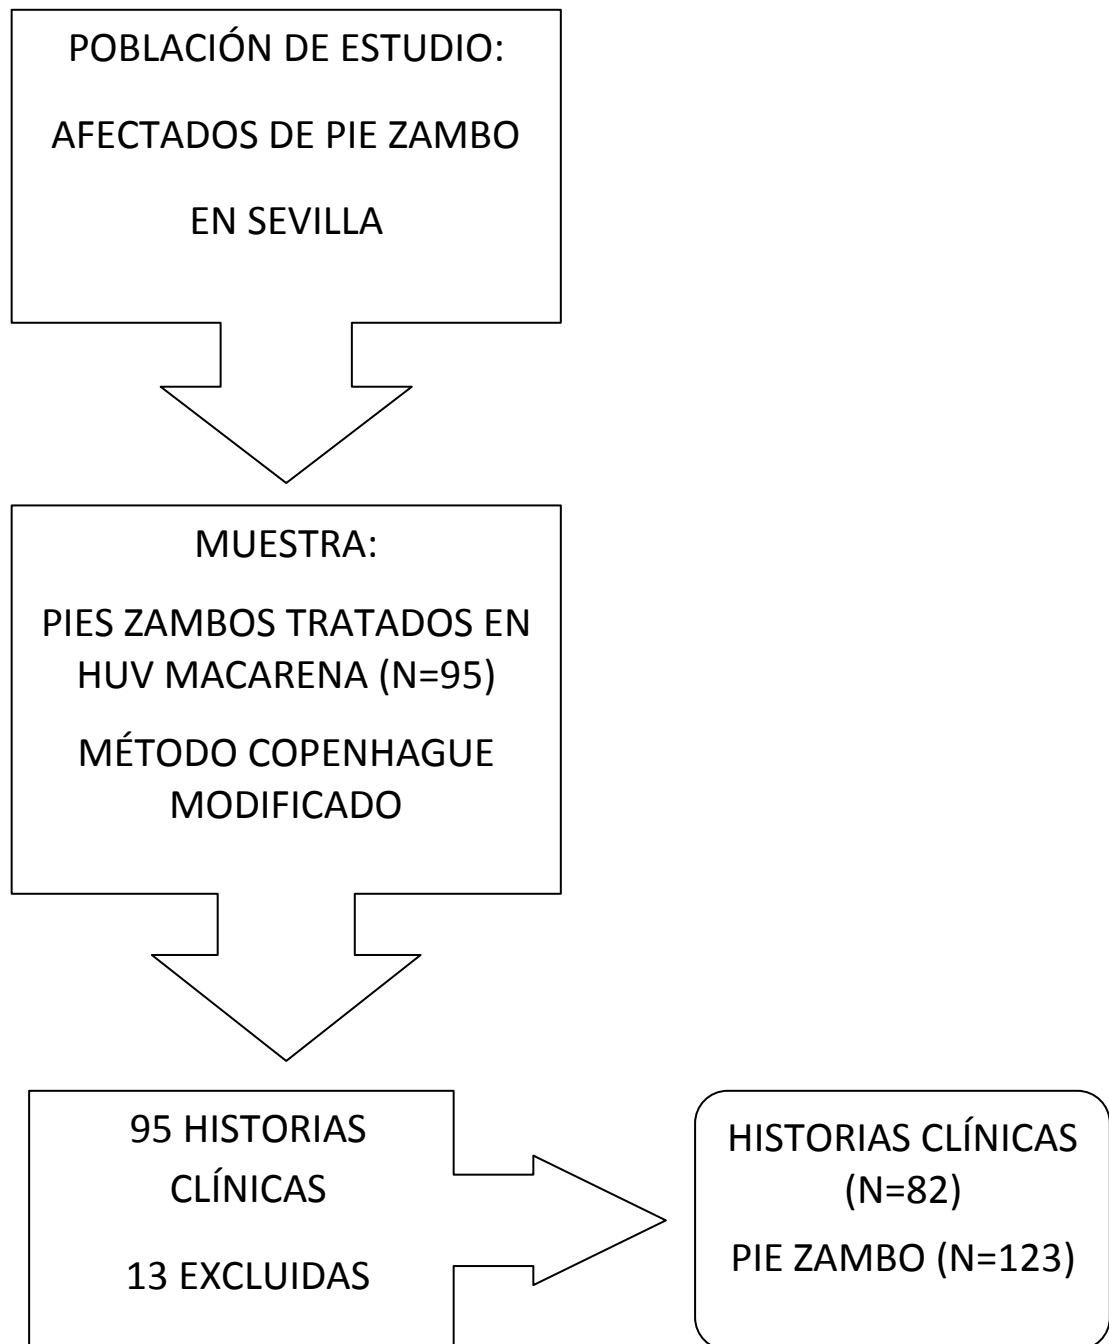 POBLACIÓN DE ESTUDIO:
AFECTADOS DE PIE ZAMBO
EN SEVILLA
MUESTRA:
PIES ZAMBOS TRATADOS EN
HUV MACARENA (N=95)
MÉTODO COPENHAGUE
MODIFICADO
95 HISTORIAS
CLÍNICAS
13 EXCLUIDAS
HISTORIAS CLÍNICAS
(N=82)
PIE ZAMBO (N=123)